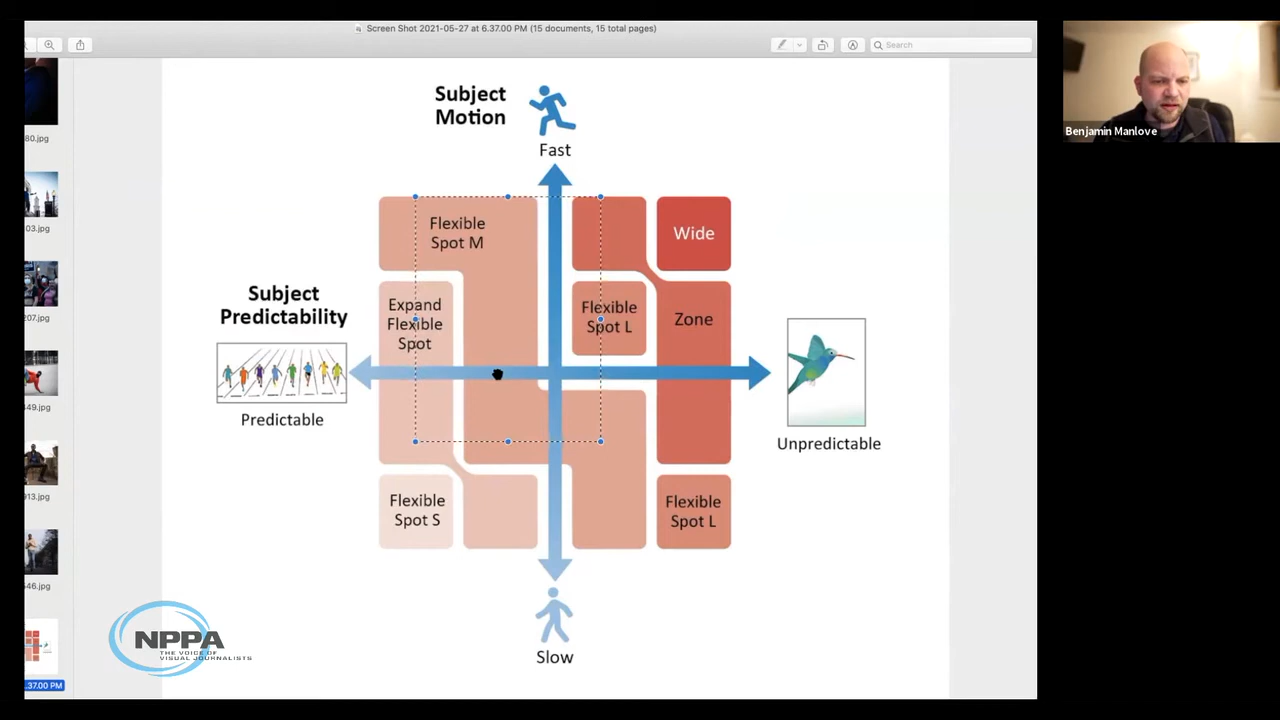 Screen Shot 2021-05-27 at 6.37.00 PM (15 documents, 15 total pages)
Search
80.jpg
03.jpg
207.jpg
949.jpg
913.jpg
546.jpg
.37.00 PM
Subject
Motion
Fast
Flexible
Spot M
Wide
Expand
Flexible
Spot
Flexible
Spot L
Zone
Subject
Predictability
Predictable
Unpredictable
Flexible
Spot S
Flexible
Spot L
Slow
NPPA
THE VOICE OF
VISUAL JOURNALISTS
Benjamin Manlove